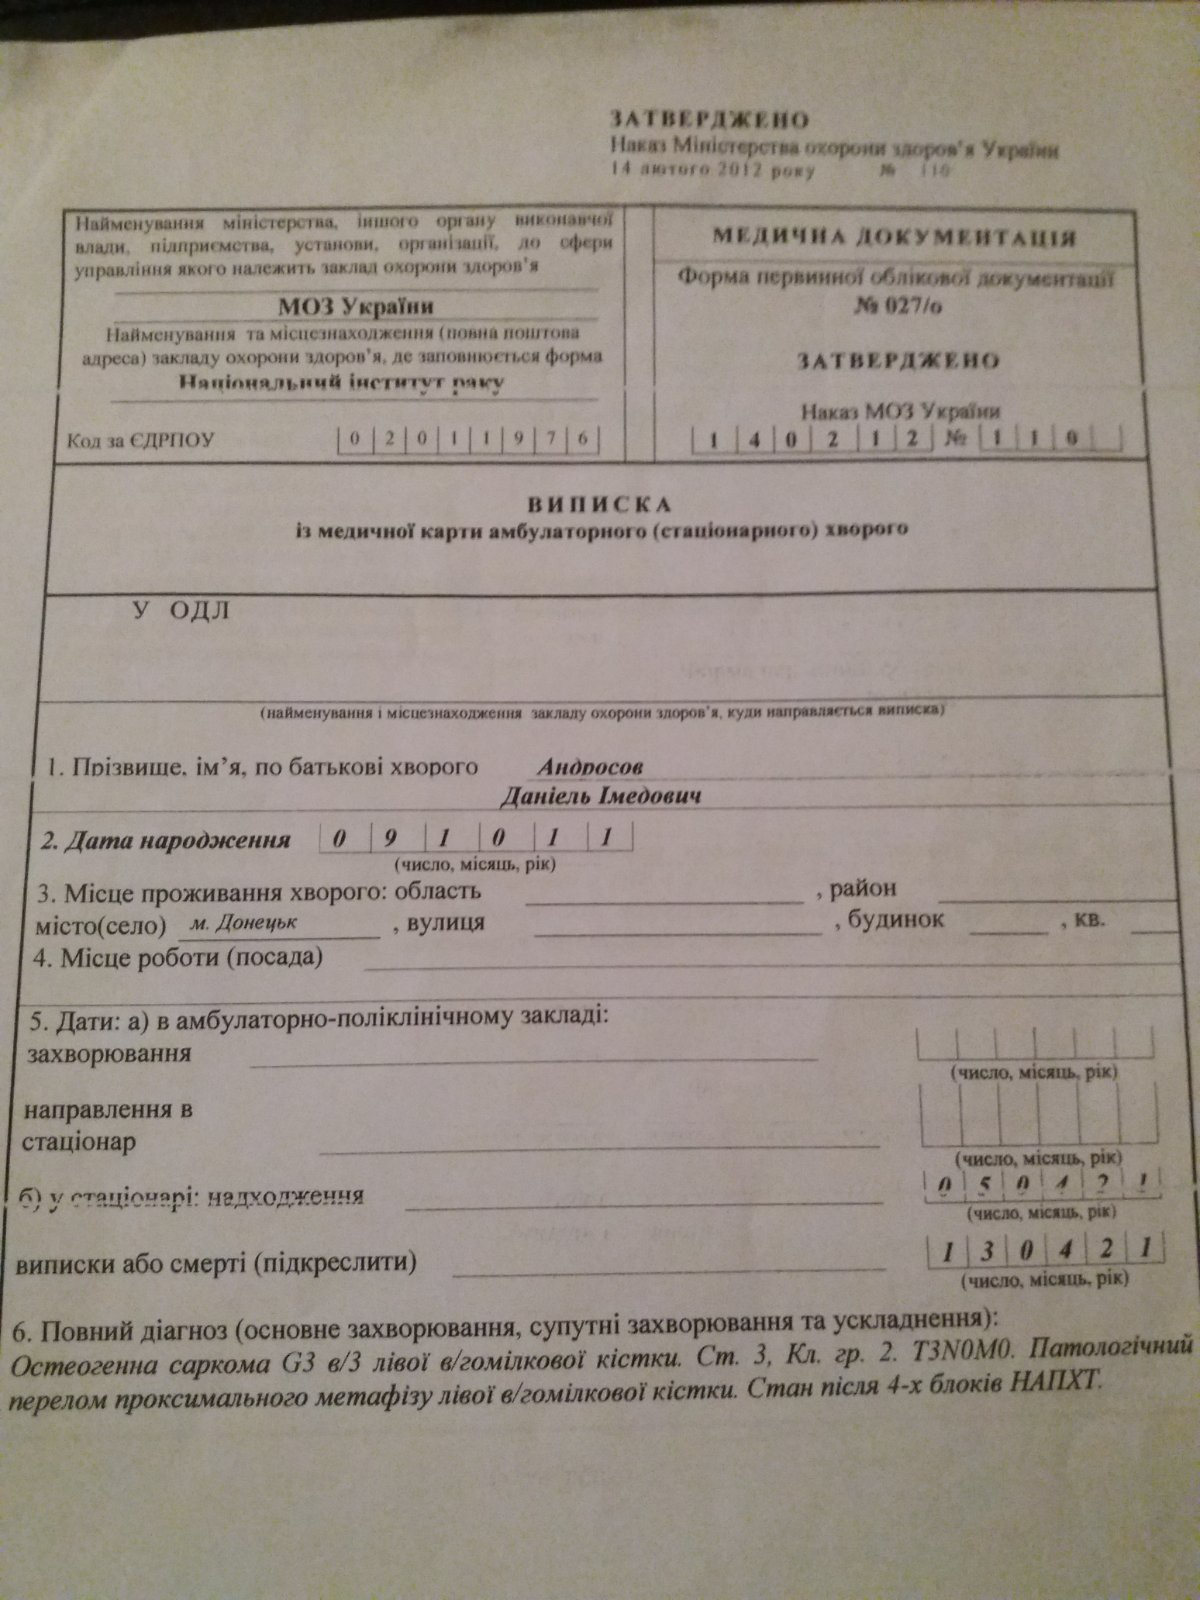 ЗАТВЕРДЖЕНО
Наказ Міністерства охорони здоров'я України
14 лютого 2012 року № 110
Найменування міністерства, іншого органу виконавчої
влади, підприємства, установи, організації, до сфери
управління якого належить заклад охорони здоров'я
МОЗ України
Найменування та місцезнаходження (повна поштова
адреса) закладу охорони здоров'я, де заповнюється форма
Національний інститут раку
Код за ЄДРПОУ 0 2 0 1 1 9 7 6
МЕДИЧНА ДОКУМЕНТАЦІЯ
Форма первинної облікової документації
№ 027/о
ЗАТВЕРДЖЕНО
Наказ МОЗ України
1 4 0 2 1 2 № 1 1 0
ВИПИСКА
із медичної карти амбулаторного (стаціонарного) хворого
У ОДЛ
(найменування і місцезнаходження закладу охорони здоров'я, куди направляється виписка)
1. Прізвище, ім'я, по батькові хворого Андросов
Даніель Імедович
2. Дата народження 0 9 1 0 1 1
(число, місяць, рік)
3. Місце проживання хворого: область , район
місто(село) м. Донецьк , вулиця , будинок , кв.
4. Місце роботи (посада)
5. Дати: а) в амбулаторно-поліклінічному закладі:
захворювання
(число, місяць, рік)
направлення в
стаціонар
(число, місяць, рік)
б) у стаціонарі: надходження 0 5 0 4 2 1
(число, місяць, рік)
виписки або смерті (підкреслити) 1 3 0 4 2 1
(число, місяць, рік)
6. Повний діагноз (основне захворювання, супутні захворювання та ускладнення):
Остеогенна саркома G3 в/3 лівої в/гомілкової кістки. Ст. 3, Кл. гр. 2. T3N0M0. Патологічний
перелом проксимального метафізу лівої в/гомілкової кістки. Стан після 4-х блоків НАПХТ.